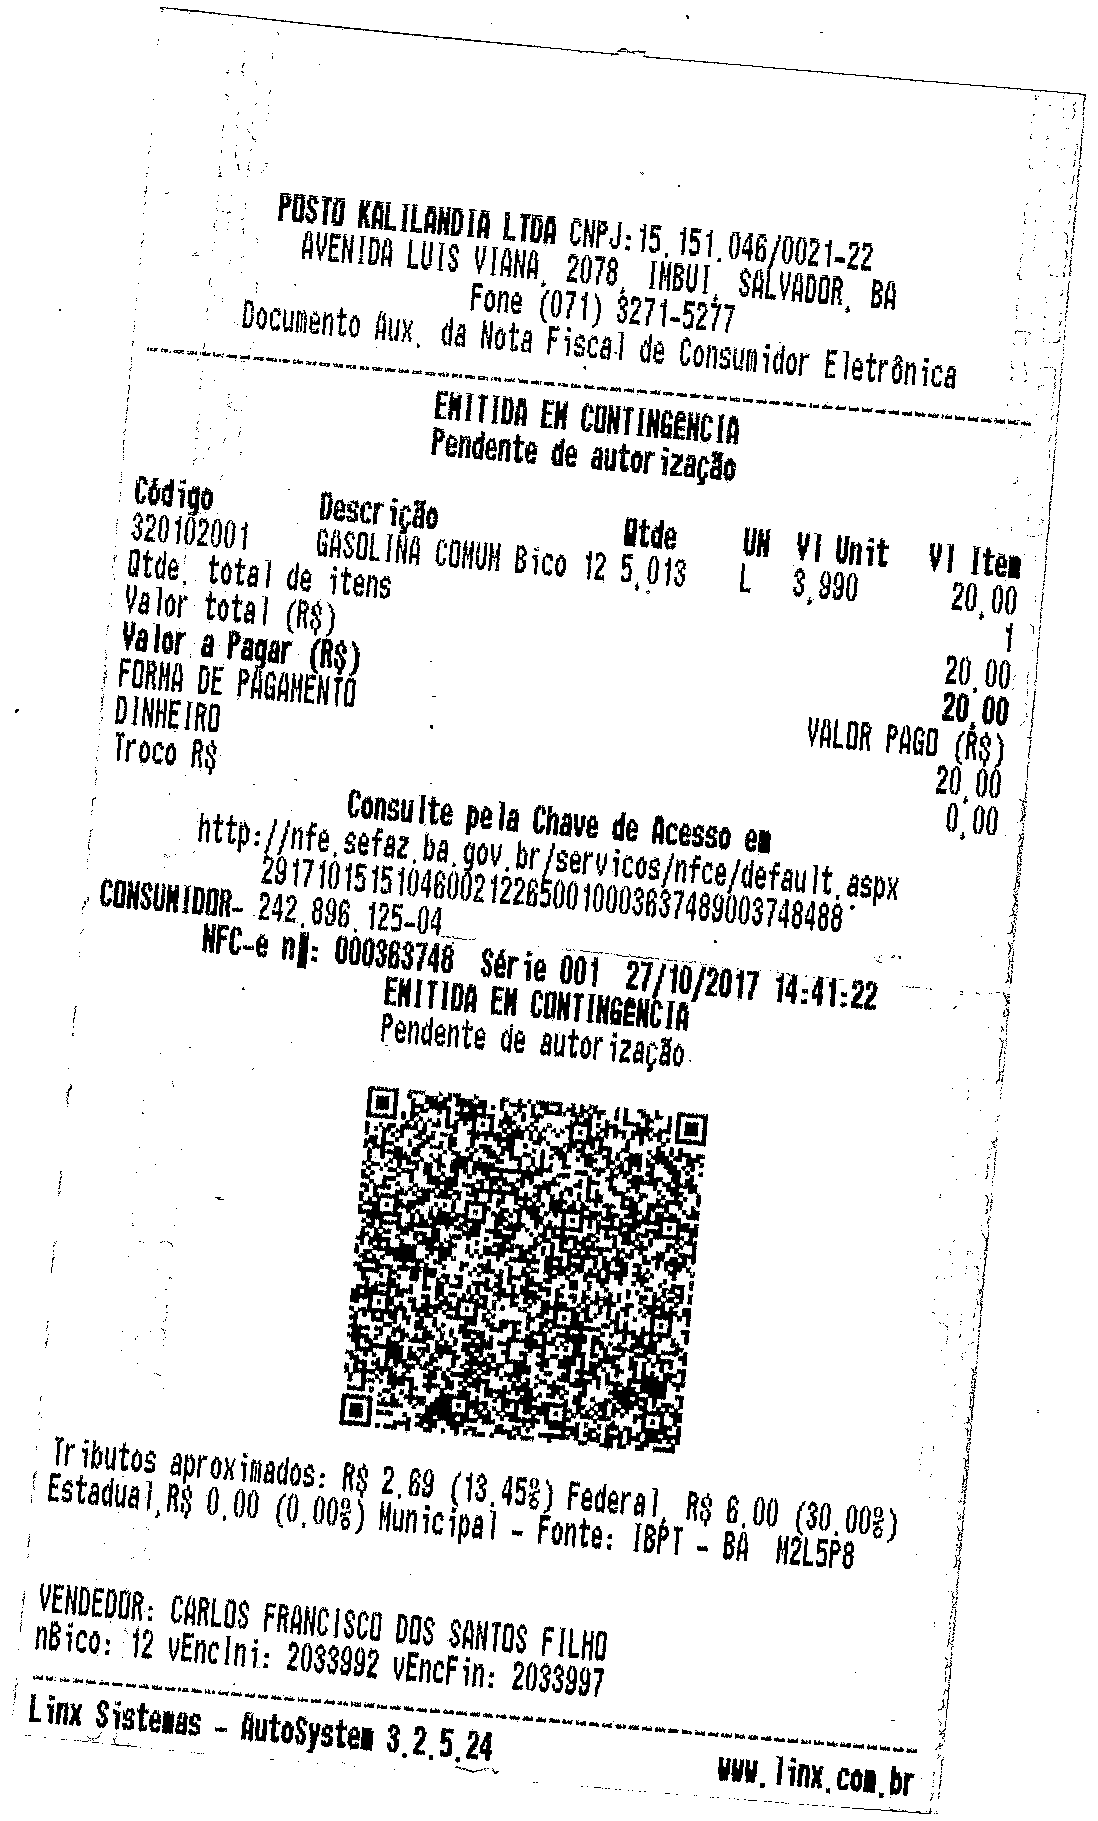 POSTO KALILANDIA LTDA CNPJ:15.151.046/0021-22
AVENIDA LUIS VIANA, 2078, IMBUI, SALVADOR, BA
Fone (071) 3271-5277
Documento Aux. da Nota Fiscal de Consumidor Eletrônica
EMITIDA EM CONTINGENCIA
Pendente de autorização
Código Descrição Qtde UN Vl Unit Vl Item
320102001 GASOLINA COMUM Bico 12 5,013 L 3,990 20,00
Qtde. total de itens 1
Valor total (R$) 20,00
Valor a Pagar (R$) 20,00
FORMA DE PAGAMENTO VALOR PAGO (R$)
DINHEIRO 20,00
Troco R$ 0,00
Consulte pela Chave de Acesso em
http://nfe.sefaz.ba.gov.br/servicos/nfce/default.aspx
29171015151046002122650010003637489003748488
CONSUMIDOR- 242.896.125-04
NFC-e nº: 000363748 Série 001 27/10/2017 14:41:22
EMITIDA EM CONTINGENCIA
Pendente de autorização
Tributos aproximados: R$ 2,69 (13,45%) Federal, R$ 6,00 (30,00%)
Estadual,R$ 0,00 (0,00%) Municipal - Fonte: IBPT - BA M2L5P8
VENDEDOR: CARLOS FRANCISCO DOS SANTOS FILHO
nBico: 12 vEncIni: 2033992 vEncFin: 2033997
Linx Sistemas - AutoSystem 3.2.5.24
www.linx.com.br